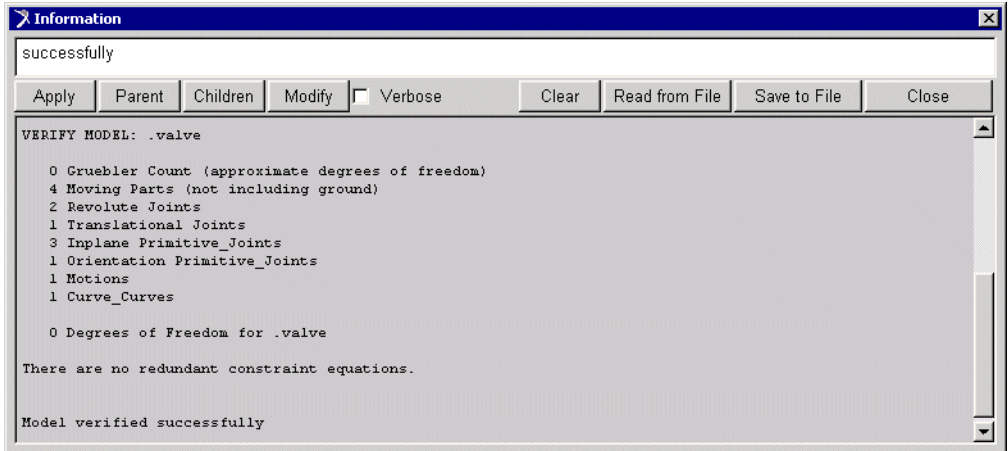 Information
successfully
Apply Parent Children Modify Verbose Clear Read from File Save to File Close
VERIFY MODEL: .valve
0 Gruebler Count (approximate degrees of freedom)
4 Moving Parts (not including ground)
2 Revolute Joints
1 Translational Joints
3 Inplane Primitive_Joints
1 Orientation Primitive_Joints
1 Motions
1 Curve_Curves
0 Degrees of Freedom for .valve
There are no redundant constraint equations.
Model verified successfully